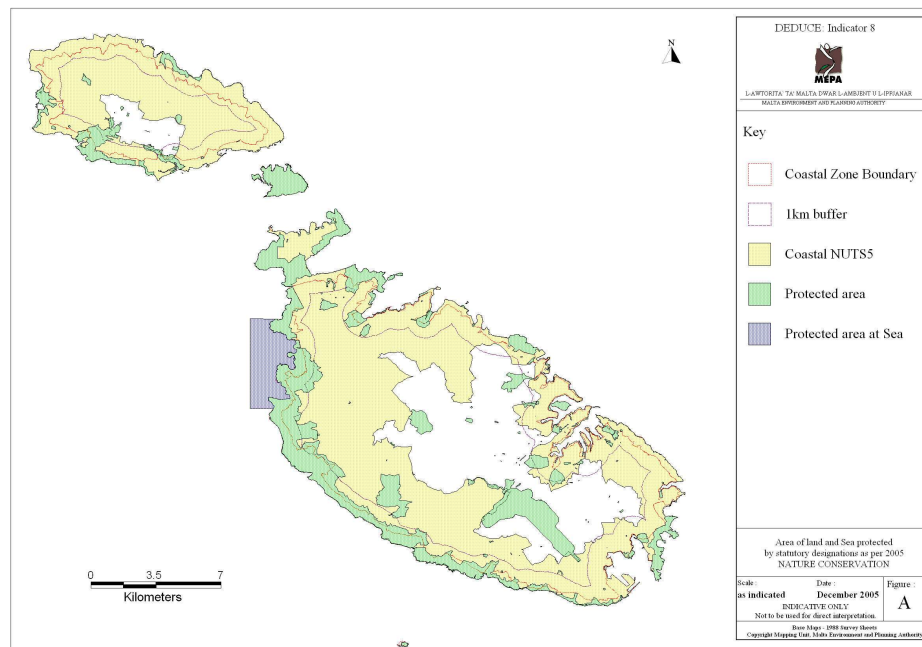 DEDUCE: Indicator 8
MEPA
L-AWTORITA' TA' MALTA DWAR L-AMBJENT U L-IPPJANAR
MALTA ENVIRONMENT AND PLANNING AUTHORITY
N
Key
Coastal Zone Boundary
1km buffer
Coastal NUTS5
Protected area
Protected area at Sea
0 3.5 7
Kilometers
Area of land and Sea protected
by statutory designations as per 2005
NATURE CONSERVATION
Scale :
as indicated
Date :
December 2005
Figure :
A
INDICATIVE ONLY
Not to be used for direct interpretation.
Base Maps - 1988 Survey Sheets
Copyright Mapping Unit, Malta Environment and Planning Authority